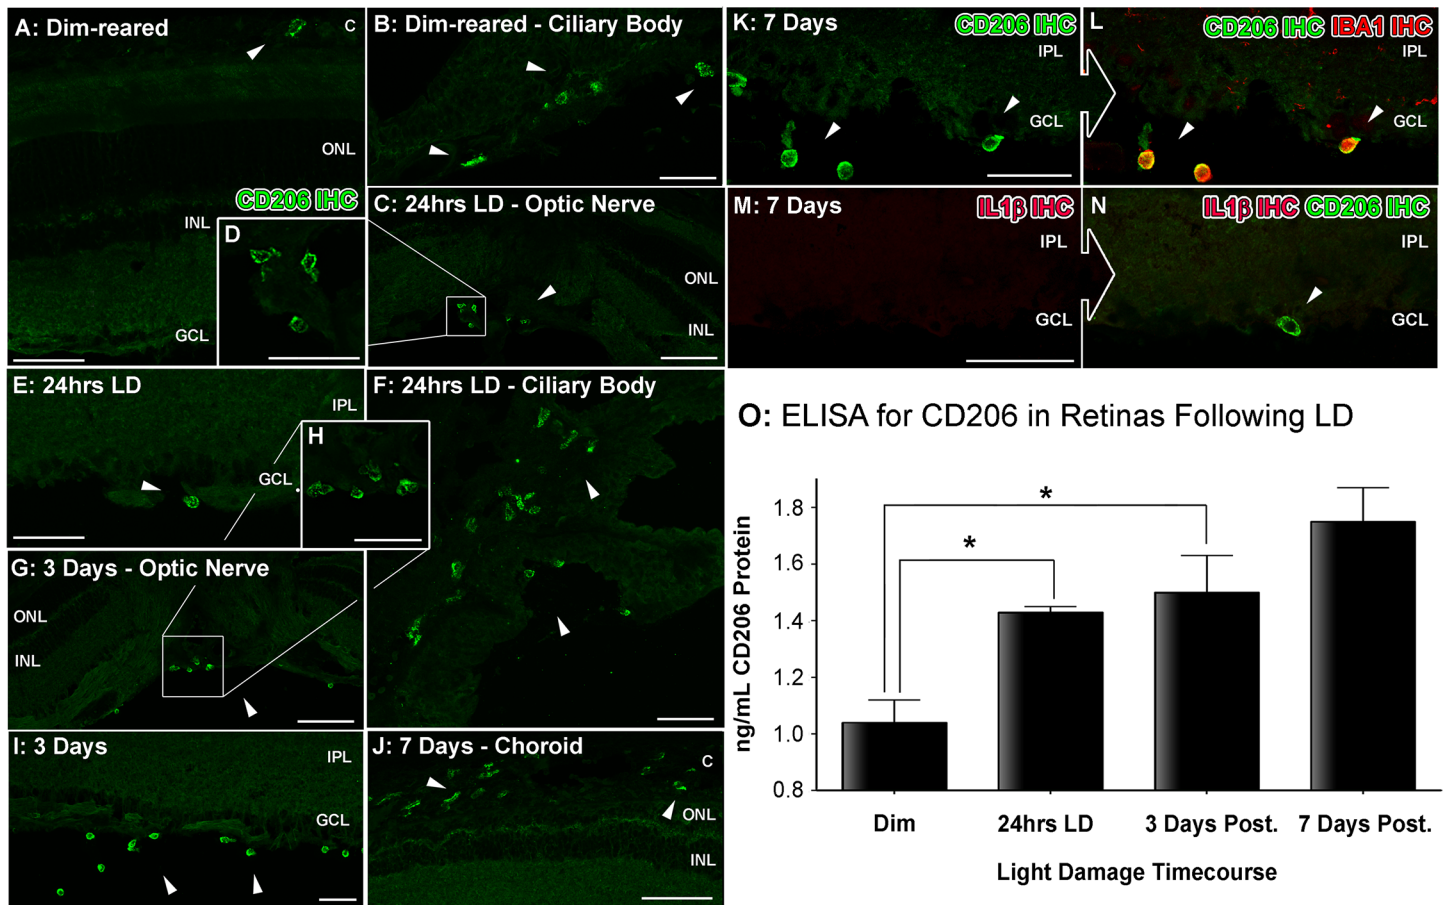 A: Dim-reared
C
ONL
CD206 IHC
INL
D
GCL
B: Dim-reared - Ciliary Body
C: 24hrs LD - Optic Nerve
ONL
INL
E: 24hrs LD
IPL
H
GCL
F: 24hrs LD - Ciliary Body
G: 3 Days - Optic Nerve
ONL
INL
I: 3 Days
IPL
GCL
J: 7 Days - Choroid
C
ONL
INL
K: 7 Days
CD206 IHC
IPL
GCL
L
CD206 IHC IBA1 IHC
IPL
GCL
M: 7 Days
IL1β IHC
IPL
GCL
N
IL1β IHC CD206 IHC
IPL
GCL
O: ELISA for CD206 in Retinas Following LD
ng/mL CD206 Protein
1.8
1.6
1.4
1.2
1.0
0.8
*
*
Dim
24hrs LD
3 Days Post.
7 Days Post.
Light Damage Timecourse